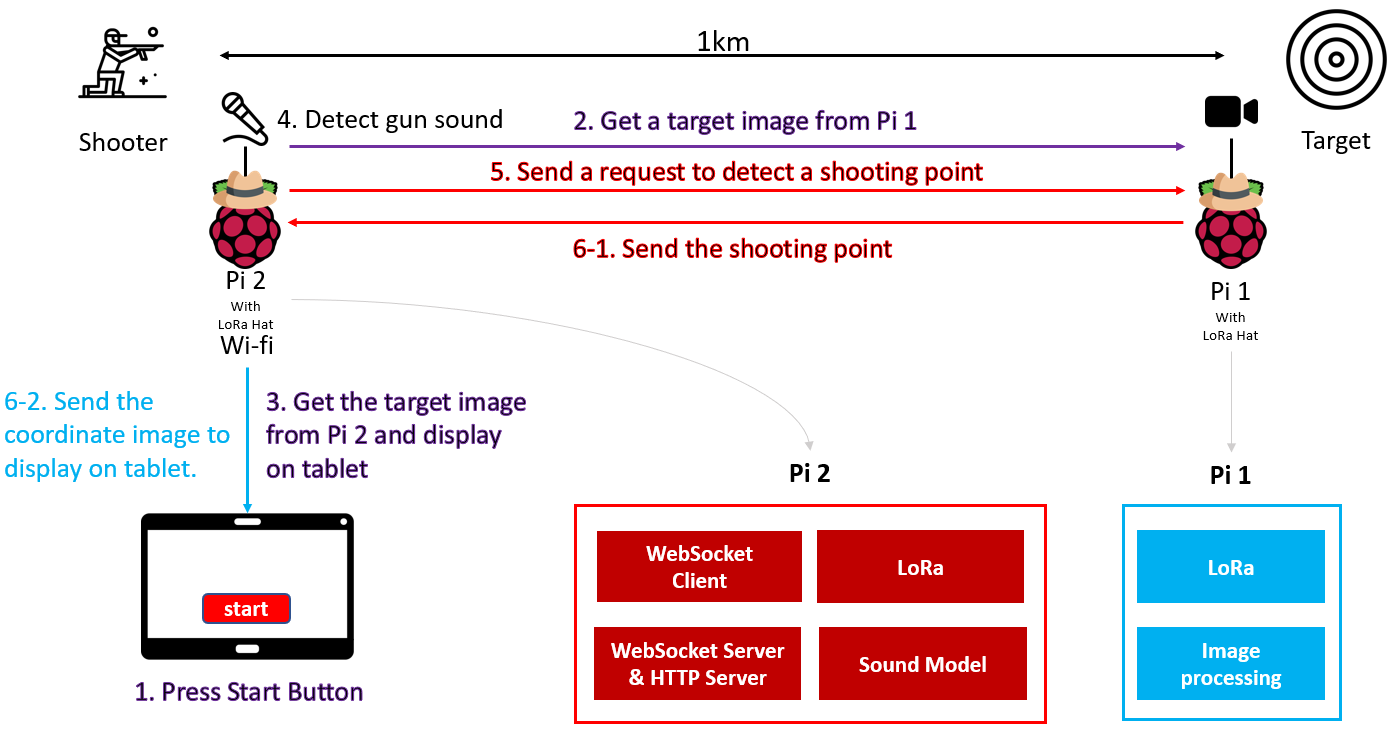 1km
Shooter
4. Detect gun sound
2. Get a target image from Pi 1
Target
5. Send a request to detect a shooting point
6-1. Send the shooting point
Pi 2
With
LoRa Hat
Wi-fi
Pi 1
With
LoRa Hat
6-2. Send the
coordinate image to
display on tablet.
3. Get the target image
from Pi 2 and display
on tablet
start
1. Press Start Button
Pi 2
WebSocket
Client
LoRa
WebSocket Server
& HTTP Server
Sound Model
Pi 1
LoRa
Image
processing